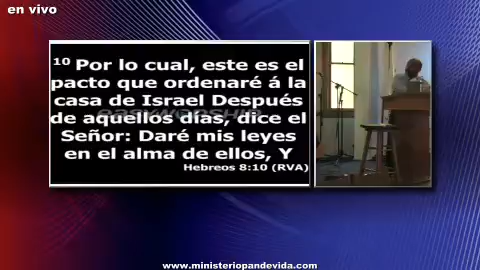 en vivo
10 Por lo cual, este es el
pacto que ordenaré á la
casa de Israel Después
de aquellos días, dice el
Señor: Daré mis leyes
en el alma de ellos, Y
Hebreos 8:10 (RVA)
www.ministeriopandevida.com